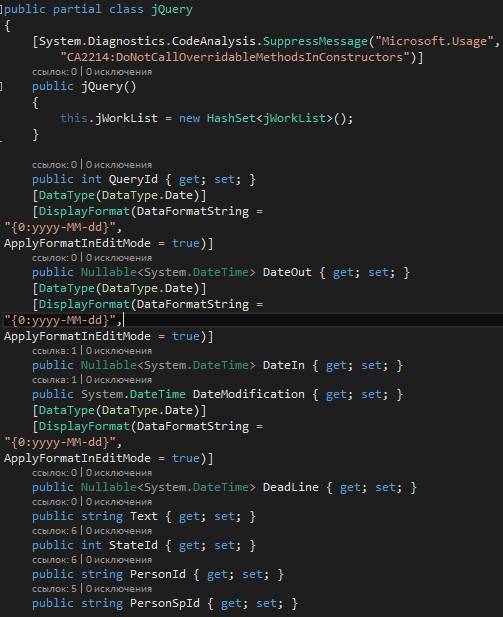 public partial class jQuery
{
[System.Diagnostics.CodeAnalysis.SuppressMessage("Microsoft.Usage",
"CA2214:DoNotCallOverridableMethodsInConstructors")]
ссылок: 0 | 0 исключения
public jQuery()
{
this.jWorkList = new HashSet<jWorkList>();
}
ссылок: 0 | 0 исключения
public int QueryId { get; set; }
[DataType(DataType.Date)]
[DisplayFormat(DataFormatString =
"{0:yyyy-MM-dd}",
ApplyFormatInEditMode = true)]
ссылок: 0 | 0 исключения
public Nullable<System.DateTime> DateOut { get; set; }
[DataType(DataType.Date)]
[DisplayFormat(DataFormatString =
"{0:yyyy-MM-dd}",
ApplyFormatInEditMode = true)]
ссылка: 1 | 0 исключения
public Nullable<System.DateTime> DateIn { get; set; }
ссылка: 1 | 0 исключения
public System.DateTime DateModification { get; set; }
[DataType(DataType.Date)]
[DisplayFormat(DataFormatString =
"{0:yyyy-MM-dd}",
ApplyFormatInEditMode = true)]
ссылок: 0 | 0 исключения
public Nullable<System.DateTime> DeadLine { get; set; }
ссылок: 0 | 0 исключения
public string Text { get; set; }
ссылок: 6 | 0 исключения
public int StateId { get; set; }
ссылок: 6 | 0 исключения
public string PersonId { get; set; }
ссылок: 5 | 0 исключения
public string PersonSpId { get; set; }